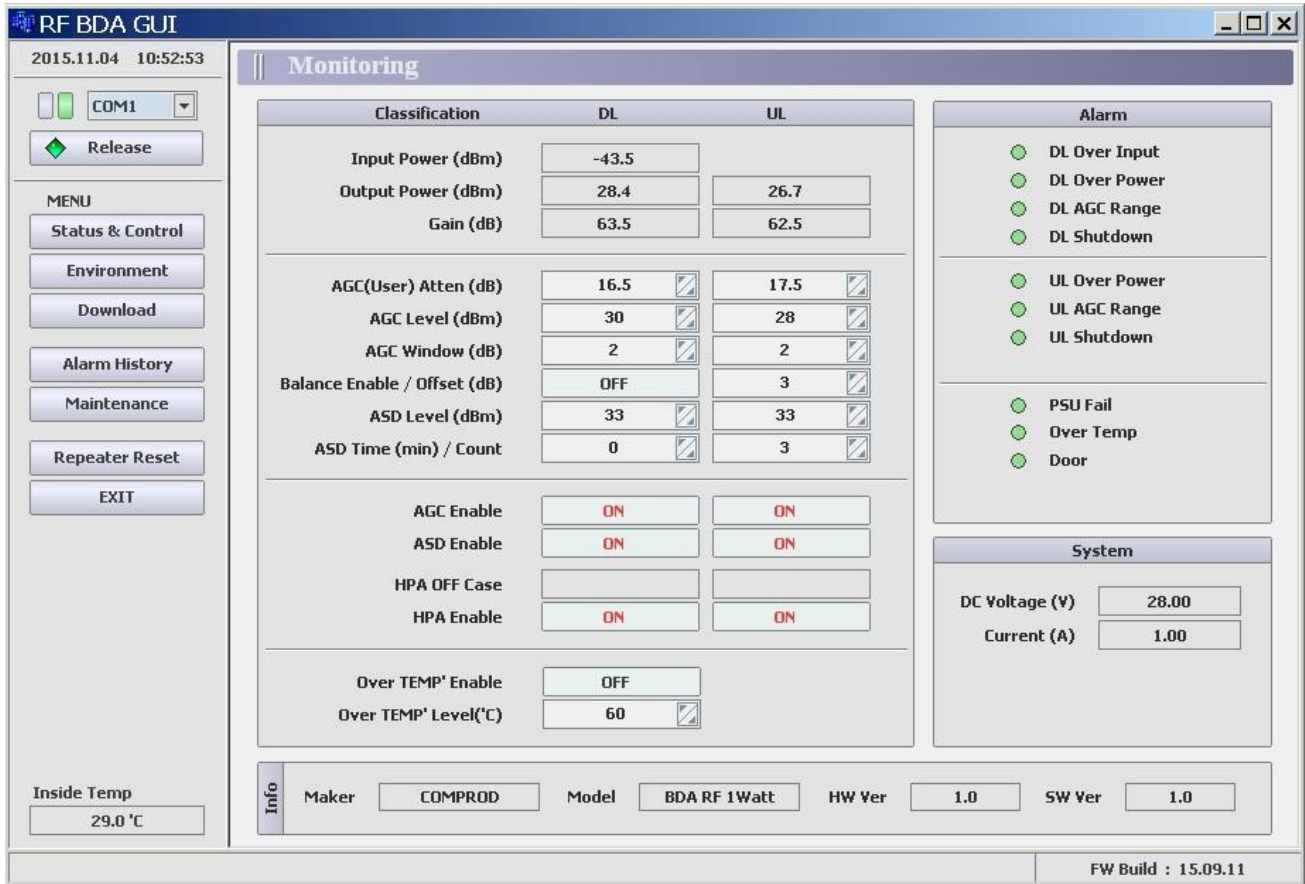 RF BDA GUI
2015.11.04 10:52:53
COM1
Release
MENU
Status & Control
Environment
Download
Alarm History
Maintenance
Repeater Reset
EXIT
Inside Temp
29.0 'C
Monitoring
Classification DL UL
Input Power (dBm) -43.5
Output Power (dBm) 28.4 26.7
Gain (dB) 63.5 62.5
AGC(User) Atten (dB) 16.5 17.5
AGC Level (dBm) 30 28
AGC Window (dB) 2 2
Balance Enable / Offset (dB) OFF 3
ASD Level (dBm) 33 33
ASD Time (min) / Count 0 3
AGC Enable ON ON
ASD Enable ON ON
HPA OFF Case
HPA Enable ON ON
Over TEMP' Enable OFF
Over TEMP' Level('C) 60
Alarm
DL Over Input
DL Over Power
DL AGC Range
DL Shutdown
UL Over Power
UL AGC Range
UL Shutdown
PSU Fail
Over Temp
Door
System
DC Voltage (V) 28.00
Current (A) 1.00
Info
Maker COMPROD Model BDA RF 1Watt HW Ver 1.0 SW Ver 1.0
FW Build : 15.09.11